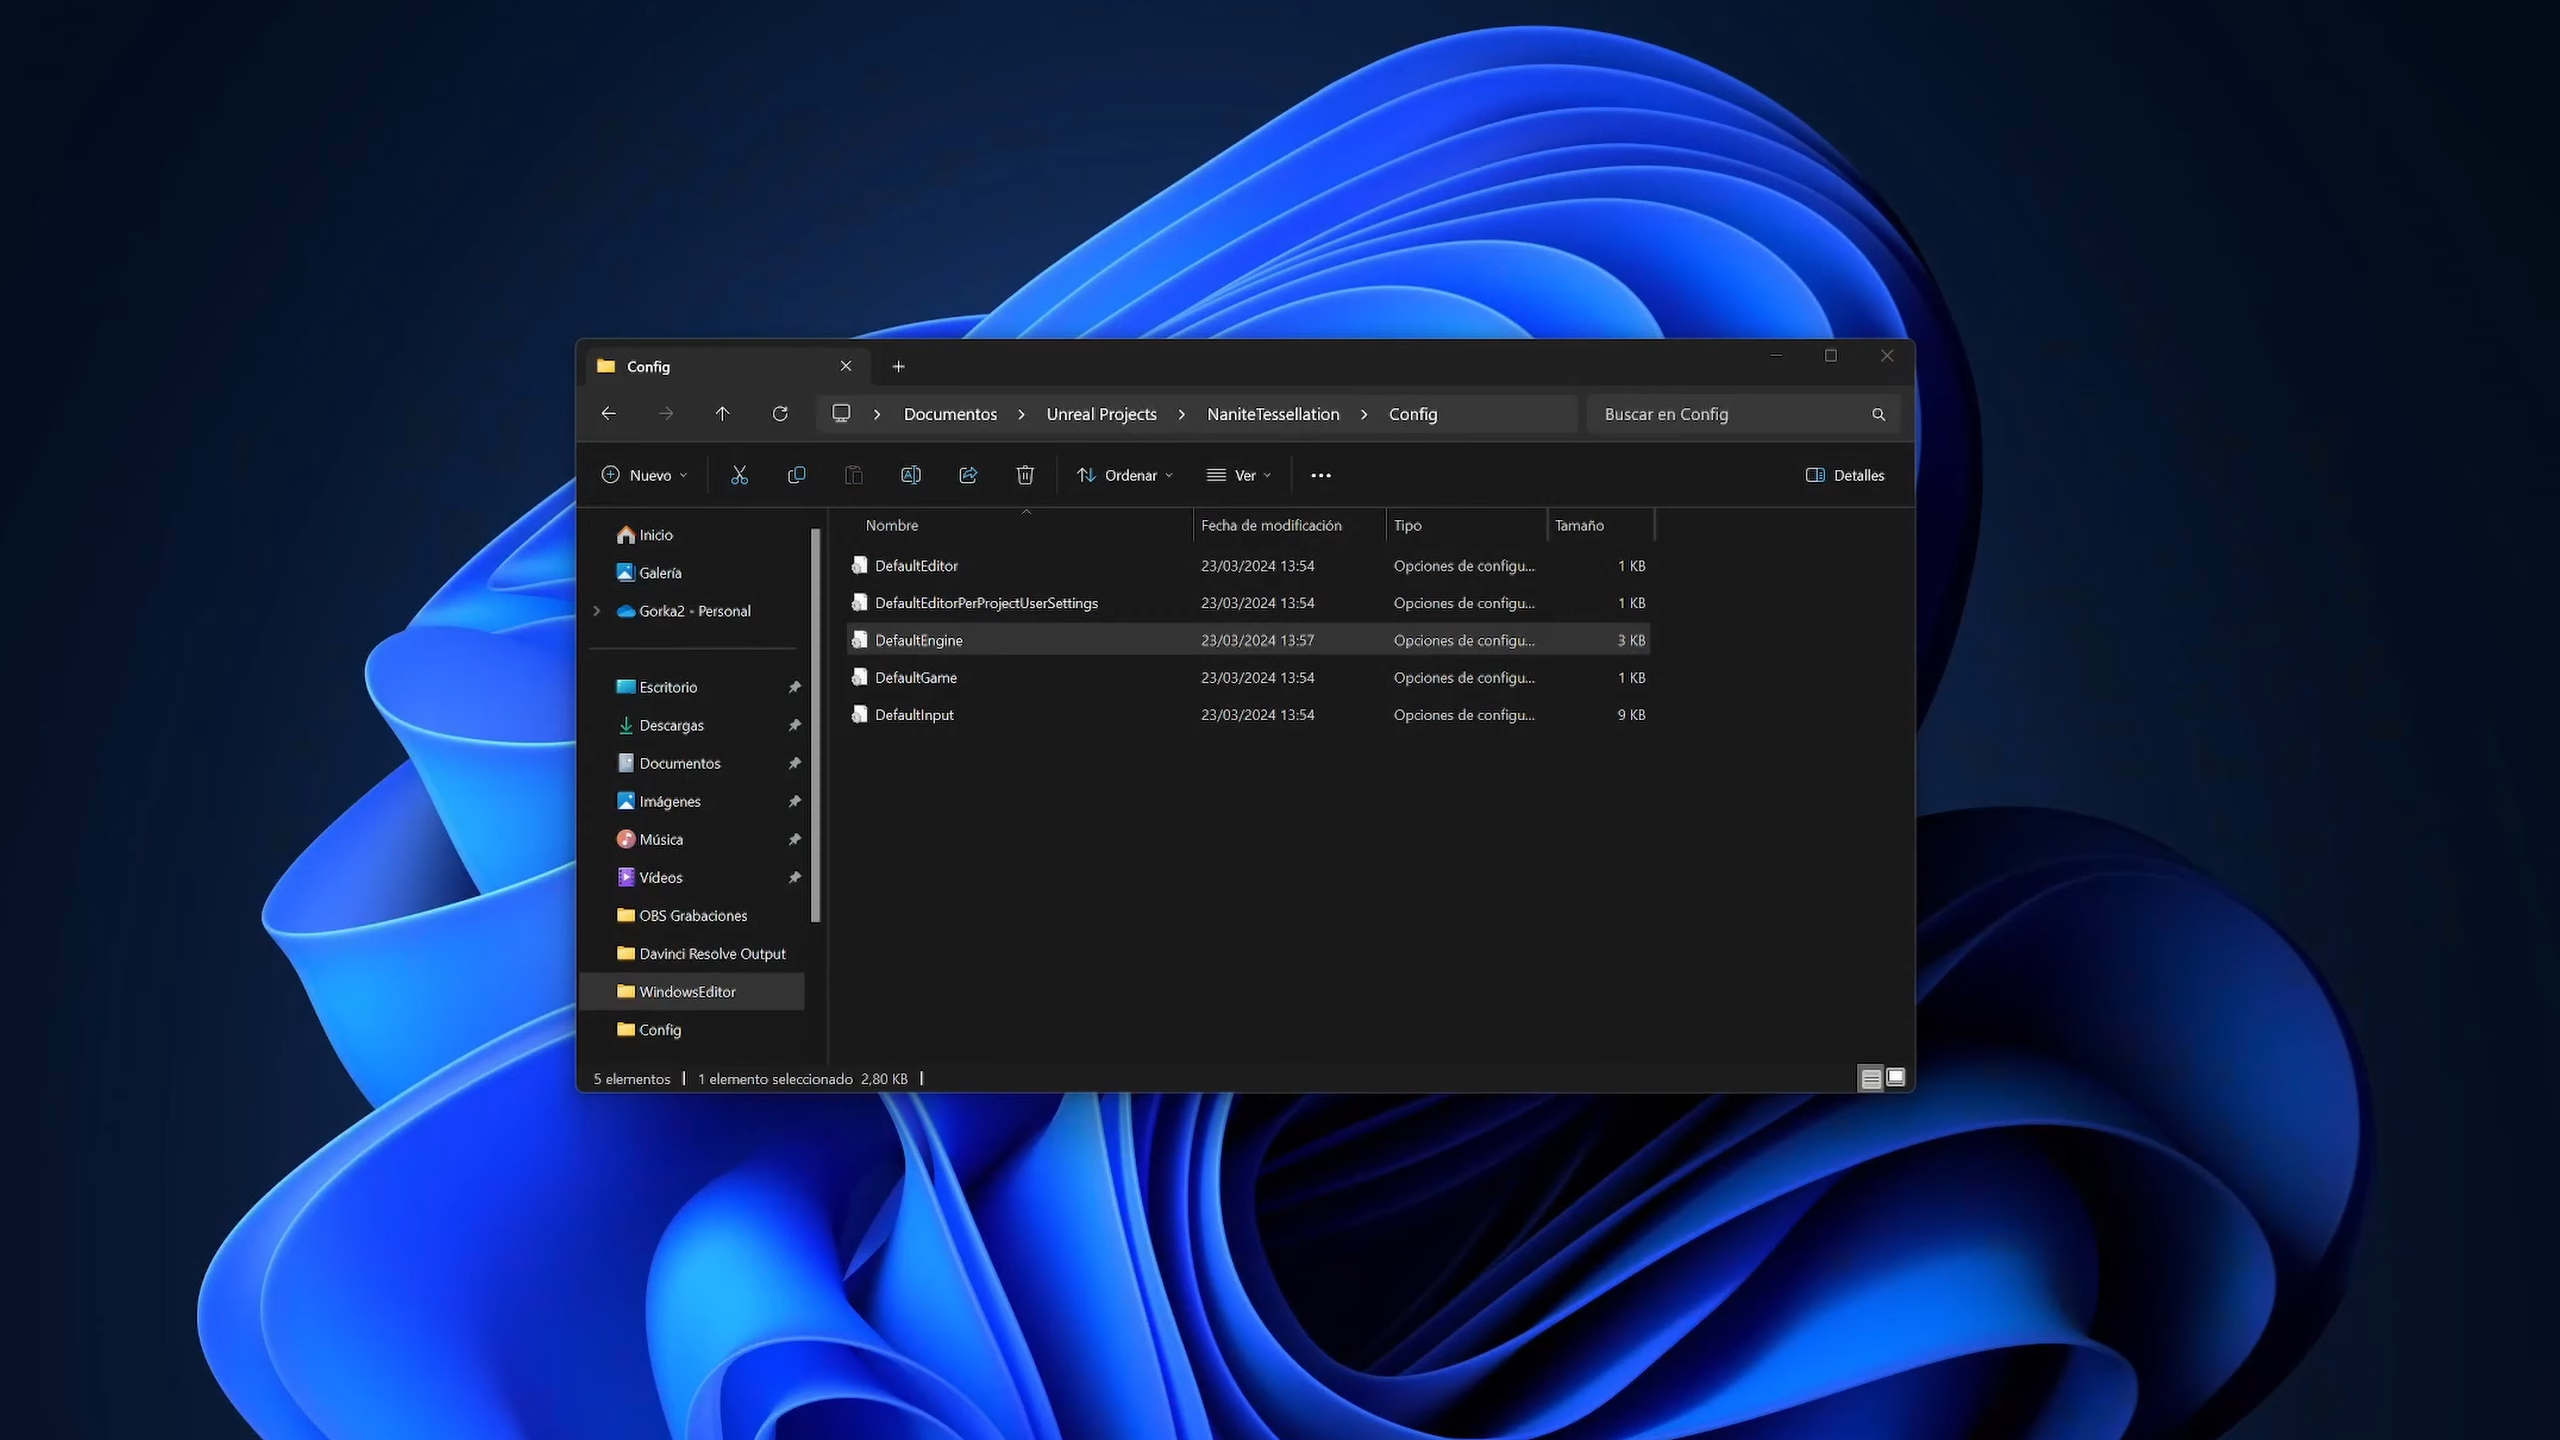 Config
Documentos > Unreal Projects > NaniteTessellation > Config
Buscar en Config
Nuevo
Ordenar
Ver
Detalles
Inicio
Galería
Gorka2 - Personal
Escritorio
Descargas
Documentos
Imágenes
Música
Vídeos
OBS Grabaciones
Davinci Resolve Output
WindowsEditor
Config
Nombre Fecha de modificación Tipo Tamaño
DefaultEditor 23/03/2024 13:54 Opciones de configu... 1 KB
DefaultEditorPerProjectUserSettings 23/03/2024 13:54 Opciones de configu... 1 KB
DefaultEngine 23/03/2024 13:57 Opciones de configu... 3 KB
DefaultGame 23/03/2024 13:54 Opciones de configu... 1 KB
DefaultInput 23/03/2024 13:54 Opciones de configu... 9 KB
5 elementos | 1 elemento seleccionado 2,80 KB |